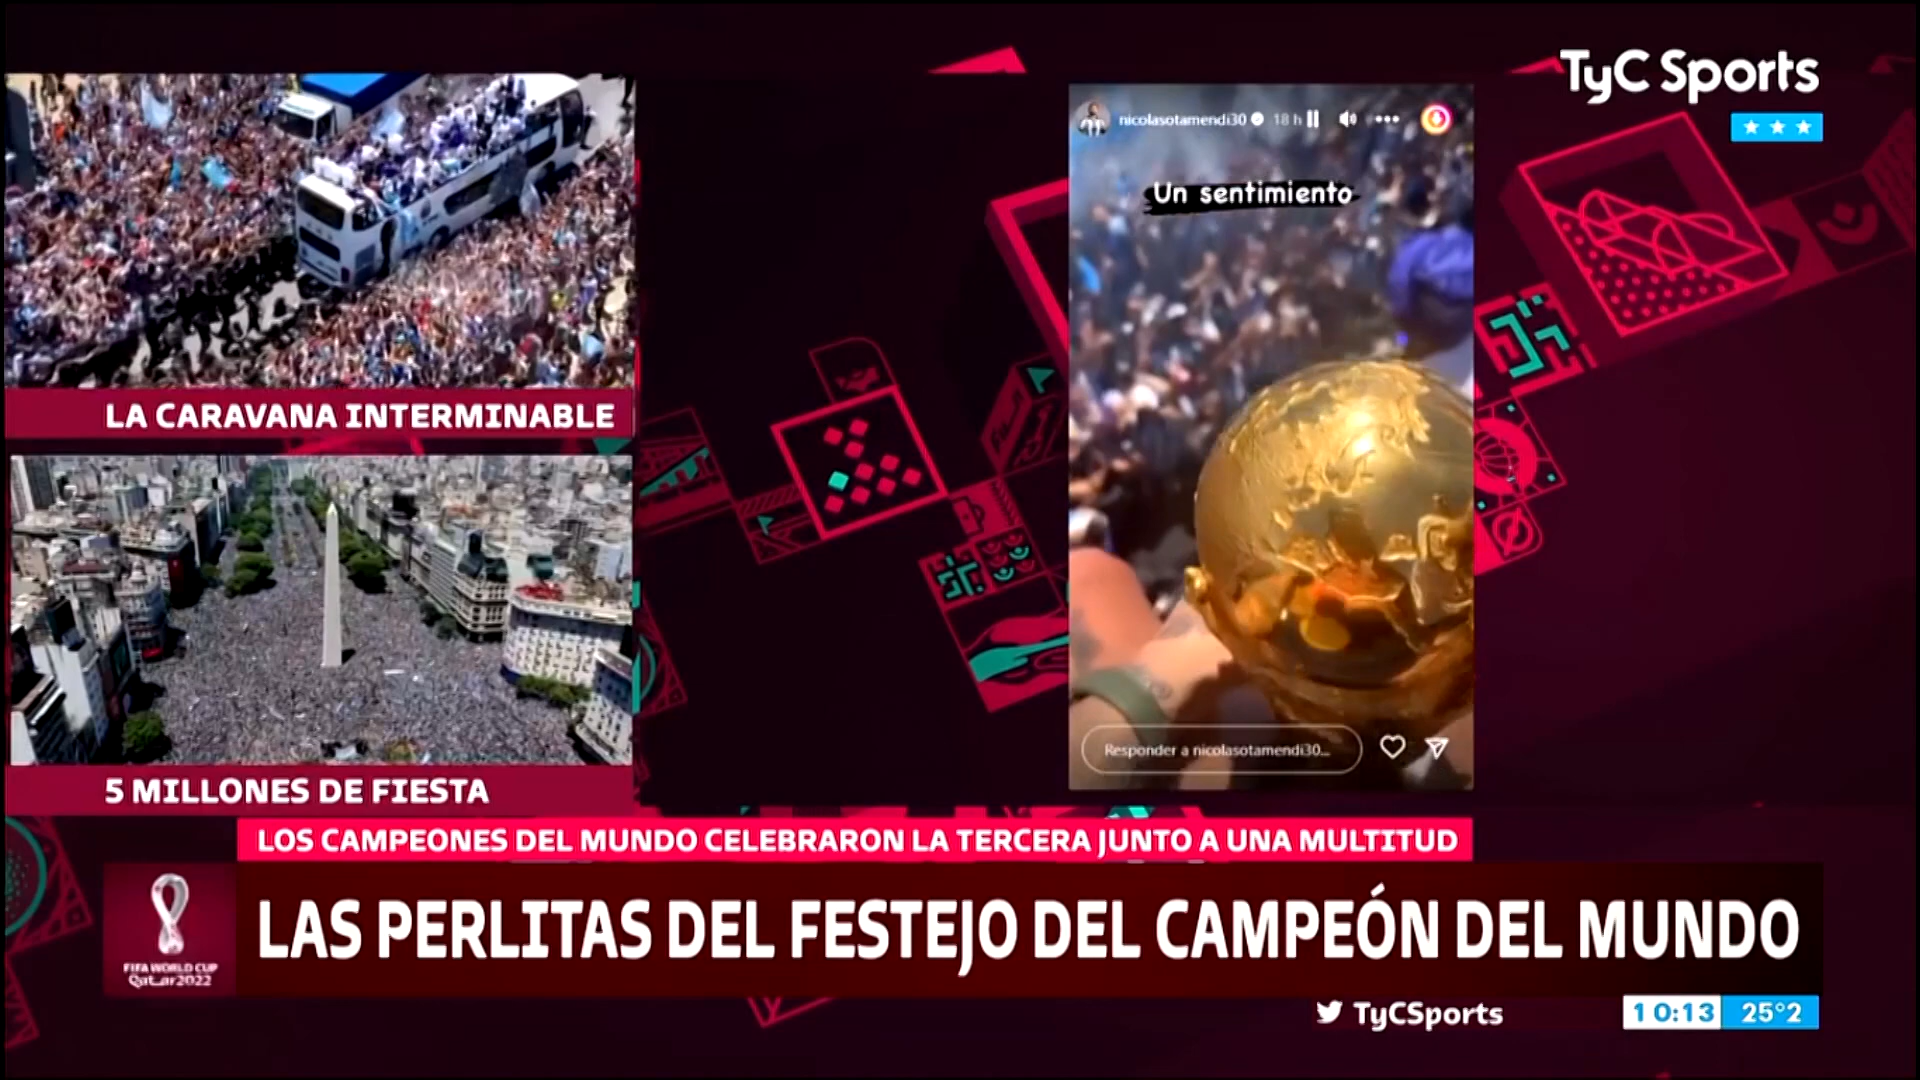 TyC Sports
nicolasotamendi30 18 h
Un sentimiento
LA CARAVANA INTERMINABLE
Responder a nicolasotamendi30...
5 MILLONES DE FIESTA
LOS CAMPEONES DEL MUNDO CELEBRARON LA TERCERA JUNTO A UNA MULTITUD
LAS PERLITAS DEL FESTEJO DEL CAMPEÓN DEL MUNDO
FIFA WORLD CUP
Qatar2022
TyCSports
10:13 25°2